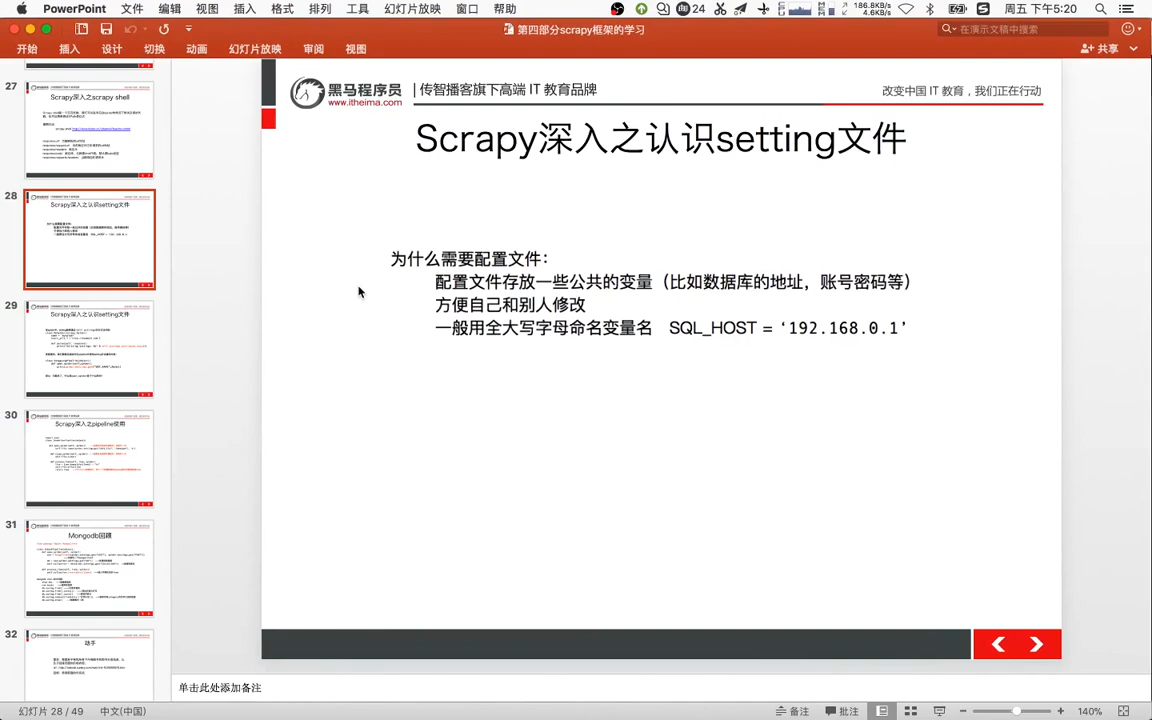 PowerPoint 文件 编辑 视图 插入 格式 排列 工具 幻灯片放映 窗口 帮助 24 186.8KB/s 4.6KB/s 周五 下午5:20
第四部分scrapy框架的学习
在演示文稿中搜索
开始 插入 设计 切换 动画 幻灯片放映 审阅 视图 共享
27
Scrapy深入之scrapy shell
28
Scrapy深入之认识setting文件
29
Scrapy深入之认识setting文件
30
Scrapy深入之pipeline使用
31
Mongodb回顾
32
动手
黑马程序员
www.itheima.com
传智播客旗下高端 IT 教育品牌
改变中国 IT 教育，我们正在行动
Scrapy深入之认识setting文件
为什么需要配置文件：
配置文件存放一些公共的变量（比如数据库的地址，账号密码等）
方便自己和别人修改
一般用全大写字母命名变量名 SQL_HOST = ‘192.168.0.1’
单击此处添加备注
幻灯片 28 / 49 中文(中国) 备注 批注 140%